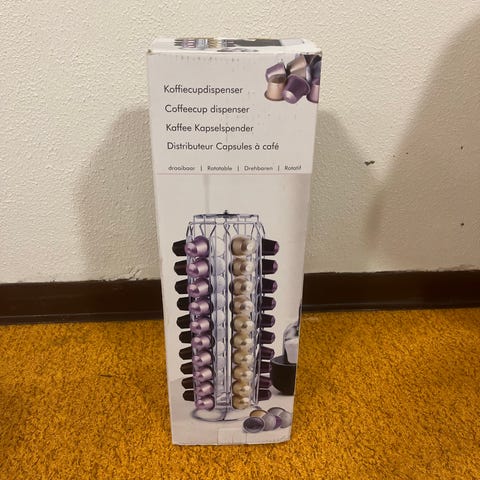 Koffiecupdispenser
Coffeecup dispenser
Kaffee Kapselspender
Distributeur Capsules à café
draaibaar | Rotatable | Drehbaren | Rotatif